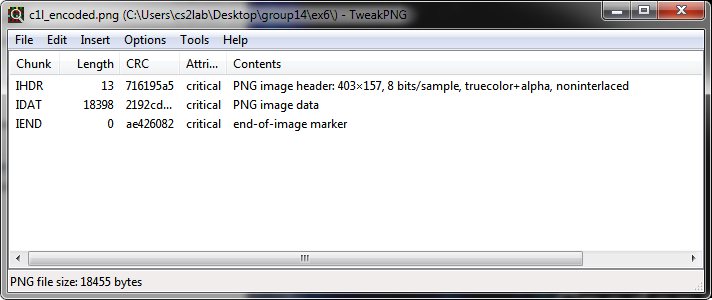 c1l_encoded.png (C:\Users\cs2lab\Desktop\group14\ex6\) - TweakPNG
File Edit Insert Options Tools Help
Chunk Length CRC Attri... Contents
IHDR 13 716195a5 critical PNG image header: 403×157, 8 bits/sample, truecolor+alpha, noninterlaced
IDAT 18398 2192cd... critical PNG image data
IEND 0 ae426082 critical end-of-image marker
PNG file size: 18455 bytes